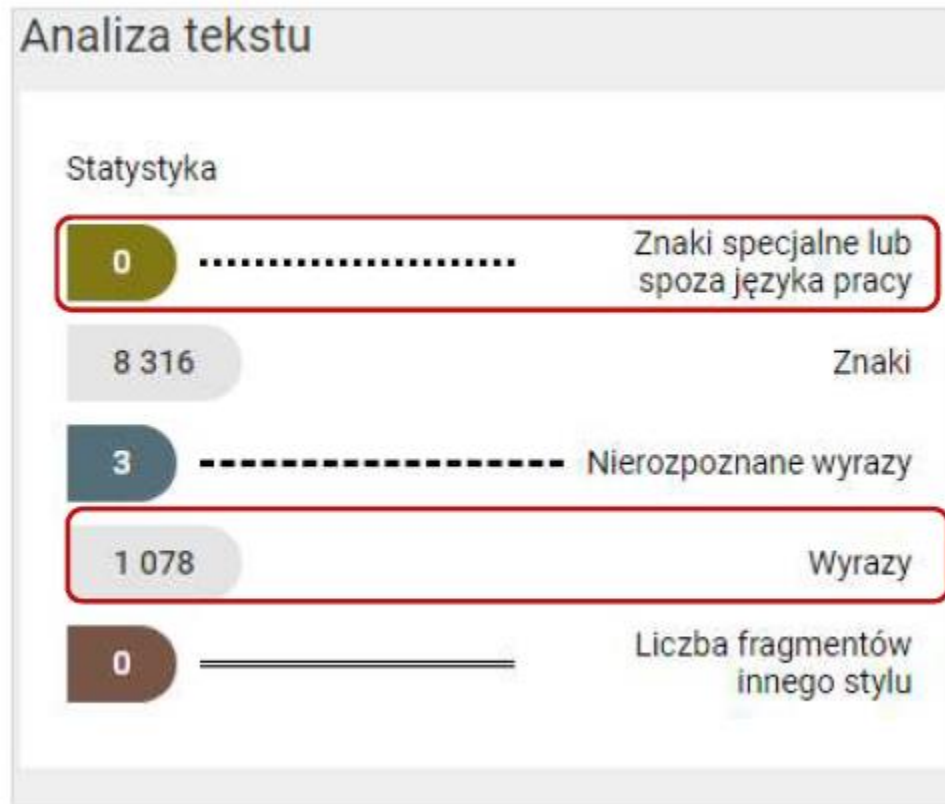 Analiza tekstu
Statystyka
0 Znaki specjalne lub
spoza języka pracy
8 316 Znaki
3 Nierozpoznane wyrazy
1 078 Wyrazy
0 Liczba fragmentów
innego stylu